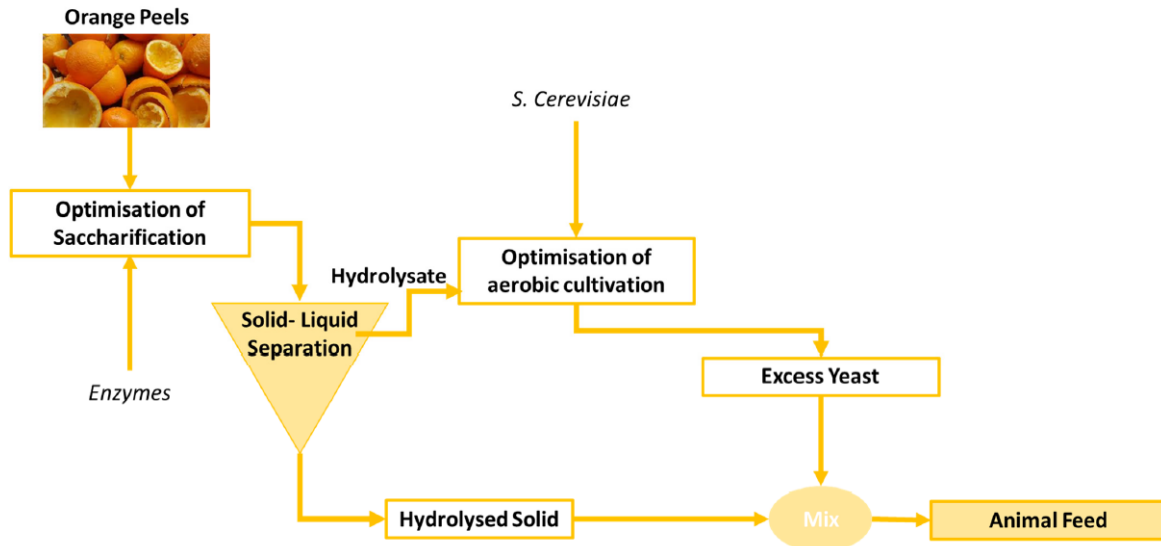 Orange Peels
S. Cerevisiae
Optimisation of
Saccharification
Optimisation of
aerobic cultivation
Hydrolysate
Solid- Liquid
Separation
Excess Yeast
Enzymes
Hydrolysed Solid
Mix
Animal Feed